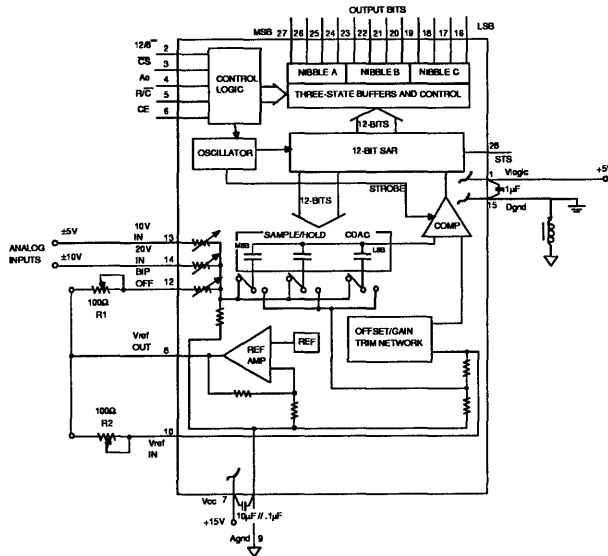 OUTPUT BITS
MSB 27 26 25 24 23 22 21 20 19 18 17 16 LSB
12/8 2
CS 3
Ao 4
R/C 5
CE 6
CONTROL
LOGIC
NIBBLE A NIBBLE B NIBBLE C
THREE-STATE BUFFERS AND CONTROL
12-BITS
OSCILLATOR
12-BIT SAR
28
STS
1 Vlogic
+5V
1µF
15 Dgnd
12-BITS
STROBE
COMP
ANALOG
INPUTS
±5V
10V
IN 13
±10V
20V
IN 14
BIP
OFF 12
100Ω
R1
SAMPLE/HOLD CDAC
MSB
LSB
Vref
OUT 8
REF
AMP
REF
OFFSET/GAIN
TRIM NETWORK
100Ω
R2
10
Vref
IN
Vcc 7
10µF// .1µF
+15V
Agnd 9